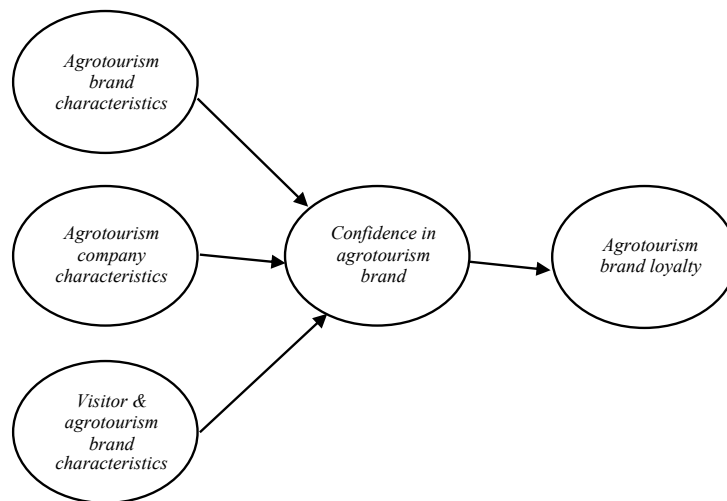 Agrotourism
brand
characteristics
Agrotourism
company
characteristics
Visitor &
agrotourism
brand
characteristics
Confidence in
agrotourism
brand
Agrotourism
brand loyalty